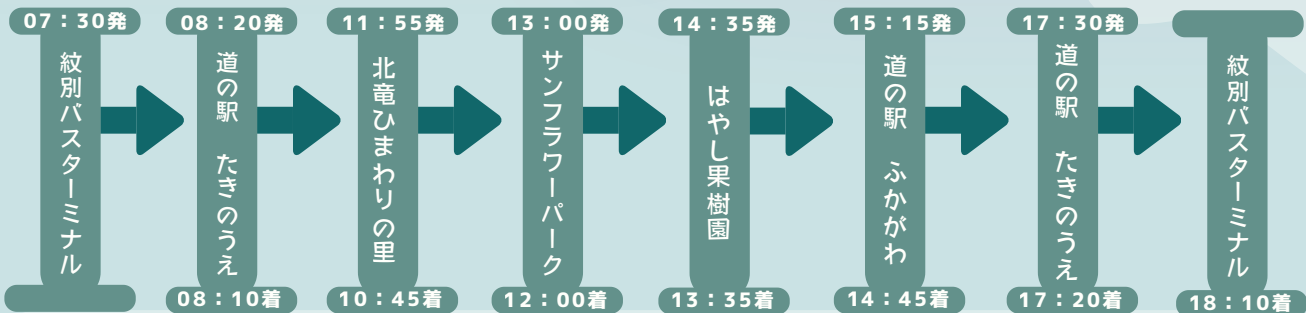 07：30発
紋別バスターミナル
08：20発
道の駅 たきのうえ
08：10着
11：55発
北竜ひまわりの里
10：45着
13：00発
サンフラワーパーク
12：00着
14：35発
はやし果樹園
13：35着
15：15発
道の駅 ふかがわ
14：45着
17：30発
道の駅 たきのうえ
17：20着
紋別バスターミナル
18：10着